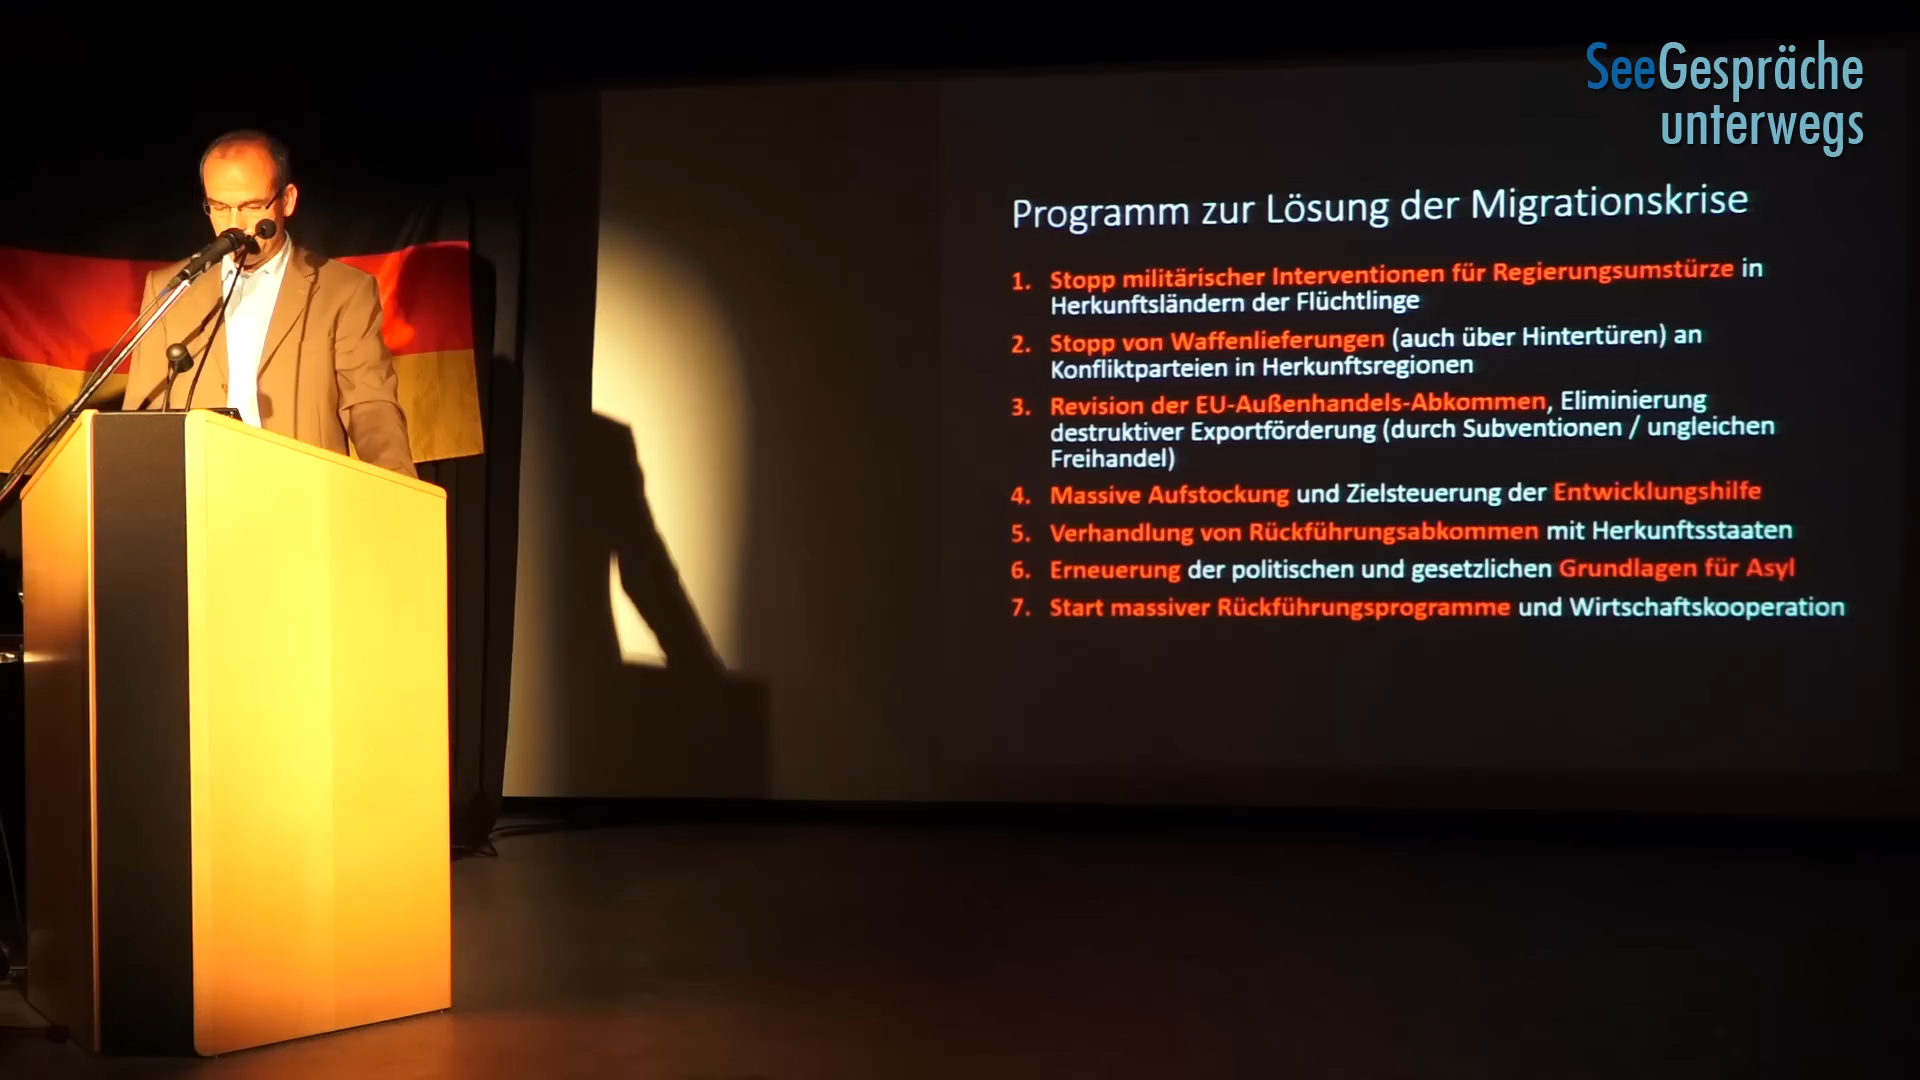 SeeGespräche
unterwegs
Programm zur Lösung der Migrationskrise
1. Stopp militärischer Interventionen für Regierungsumstürze in
Herkunftsländern der Flüchtlinge
2. Stopp von Waffenlieferungen (auch über Hintertüren) an
Konfliktparteien in Herkunftsregionen
3. Revision der EU-Außenhandels-Abkommen, Eliminierung
destruktiver Exportförderung (durch Subventionen / ungleichen
Freihandel)
4. Massive Aufstockung und Zielsteuerung der Entwicklungshilfe
5. Verhandlung von Rückführungsabkommen mit Herkunftsstaaten
6. Erneuerung der politischen und gesetzlichen Grundlagen für Asyl
7. Start massiver Rückführungsprogramme und Wirtschaftskooperation